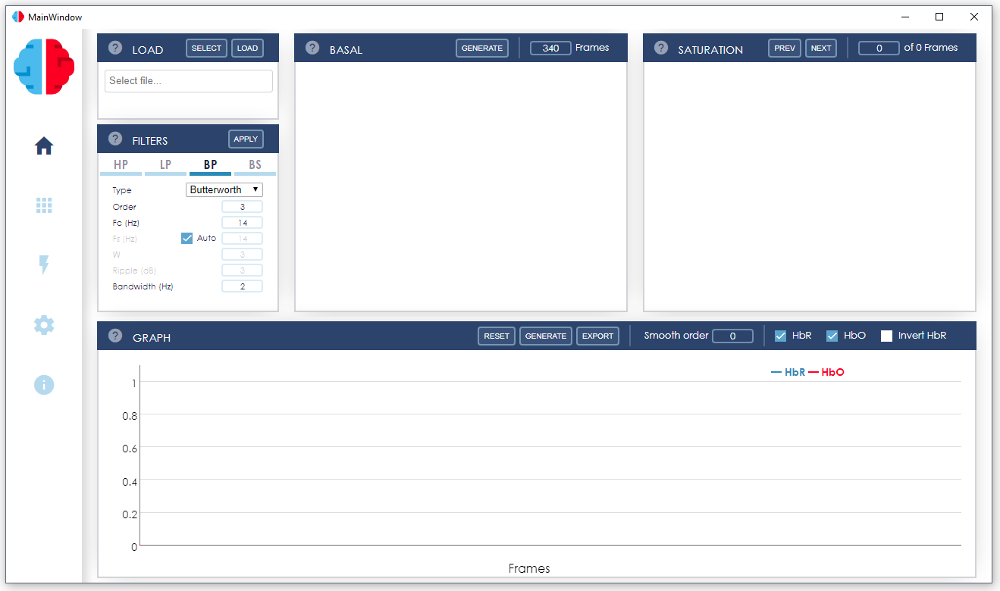 MainWindow
? LOAD SELECT LOAD
Select file...
? BASAL GENERATE 340 Frames
? SATURATION PREV NEXT 0 of 0 Frames
? FILTERS APPLY
HP LP BP BS
Type Butterworth
Order 3
Fc (Hz) 14
Fs (Hz) Auto 14
W 3
Ripple (dB) 3
Bandwidth (Hz) 2
? GRAPH RESET GENERATE EXPORT Smooth order 0 HbR HbO Invert HbR
HbR HbO
1
0.8
0.6
0.4
0.2
0
Frames